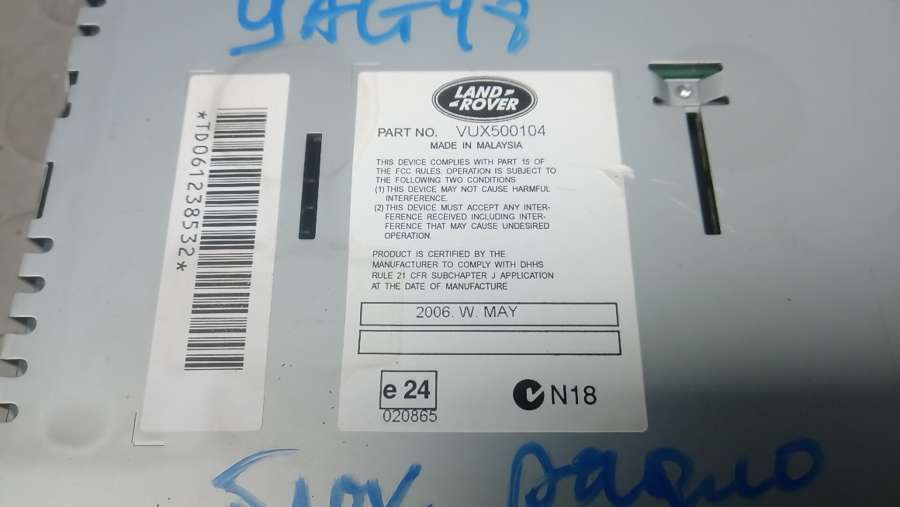 9AG48
*TD061238532*
LAND-
-ROVER
PART NO. VUX500104
MADE IN MALAYSIA
THIS DEVICE COMPLIES WITH PART 15 OF
THE FCC RULES. OPERATION IS SUBJECT TO
THE FOLLOWING TWO CONDITIONS
(1) THIS DEVICE MAY NOT CAUSE HARMFUL
INTERFERENCE.
(2) THIS DEVICE MUST ACCEPT ANY INTER-
FERENCE RECEIVED INCLUDING INTER-
FERENCE THAT MAY CAUSE UNDESIRED
OPERATION.
PRODUCT IS CERTIFIED BY THE
MANUFACTURER TO COMPLY WITH DHHS
RULE 21 CFR SUBCHAPTER J APPLICATION
AT THE DATE OF MANUFACTURE
2006. W. MAY
e 24
020865
N18
Блок радио